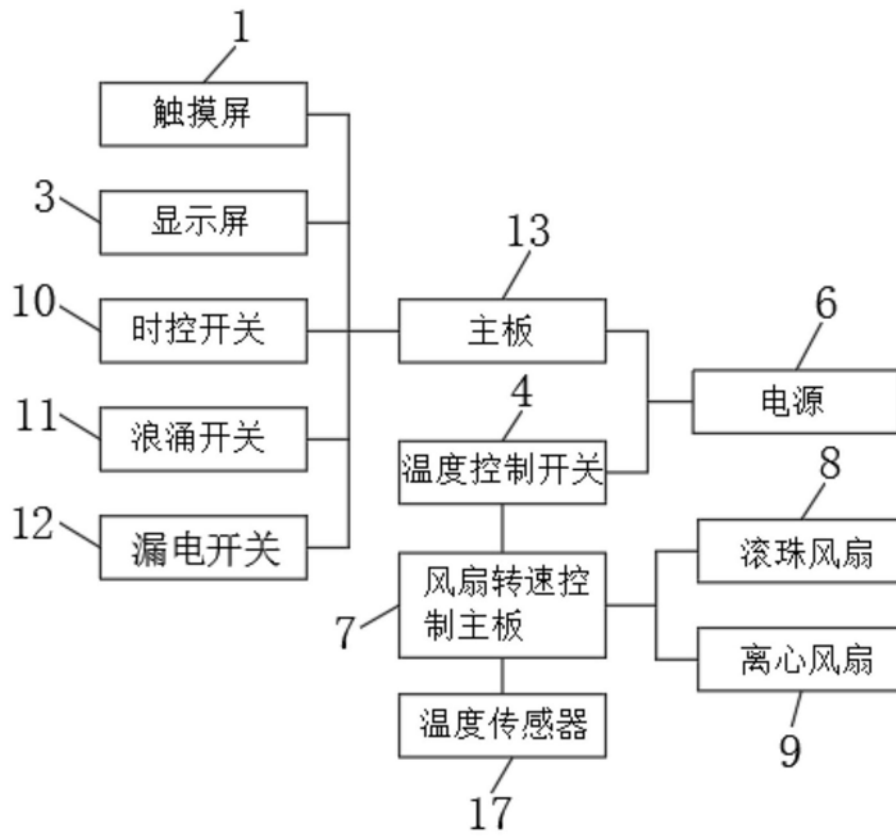 1
触摸屏
3
显示屏
10
时控开关
11
浪涌开关
12
漏电开关
13
主板
4
温度控制开关
7
风扇转速控
制主板
温度传感器
17
6
电源
8
滚珠风扇
离心风扇
9